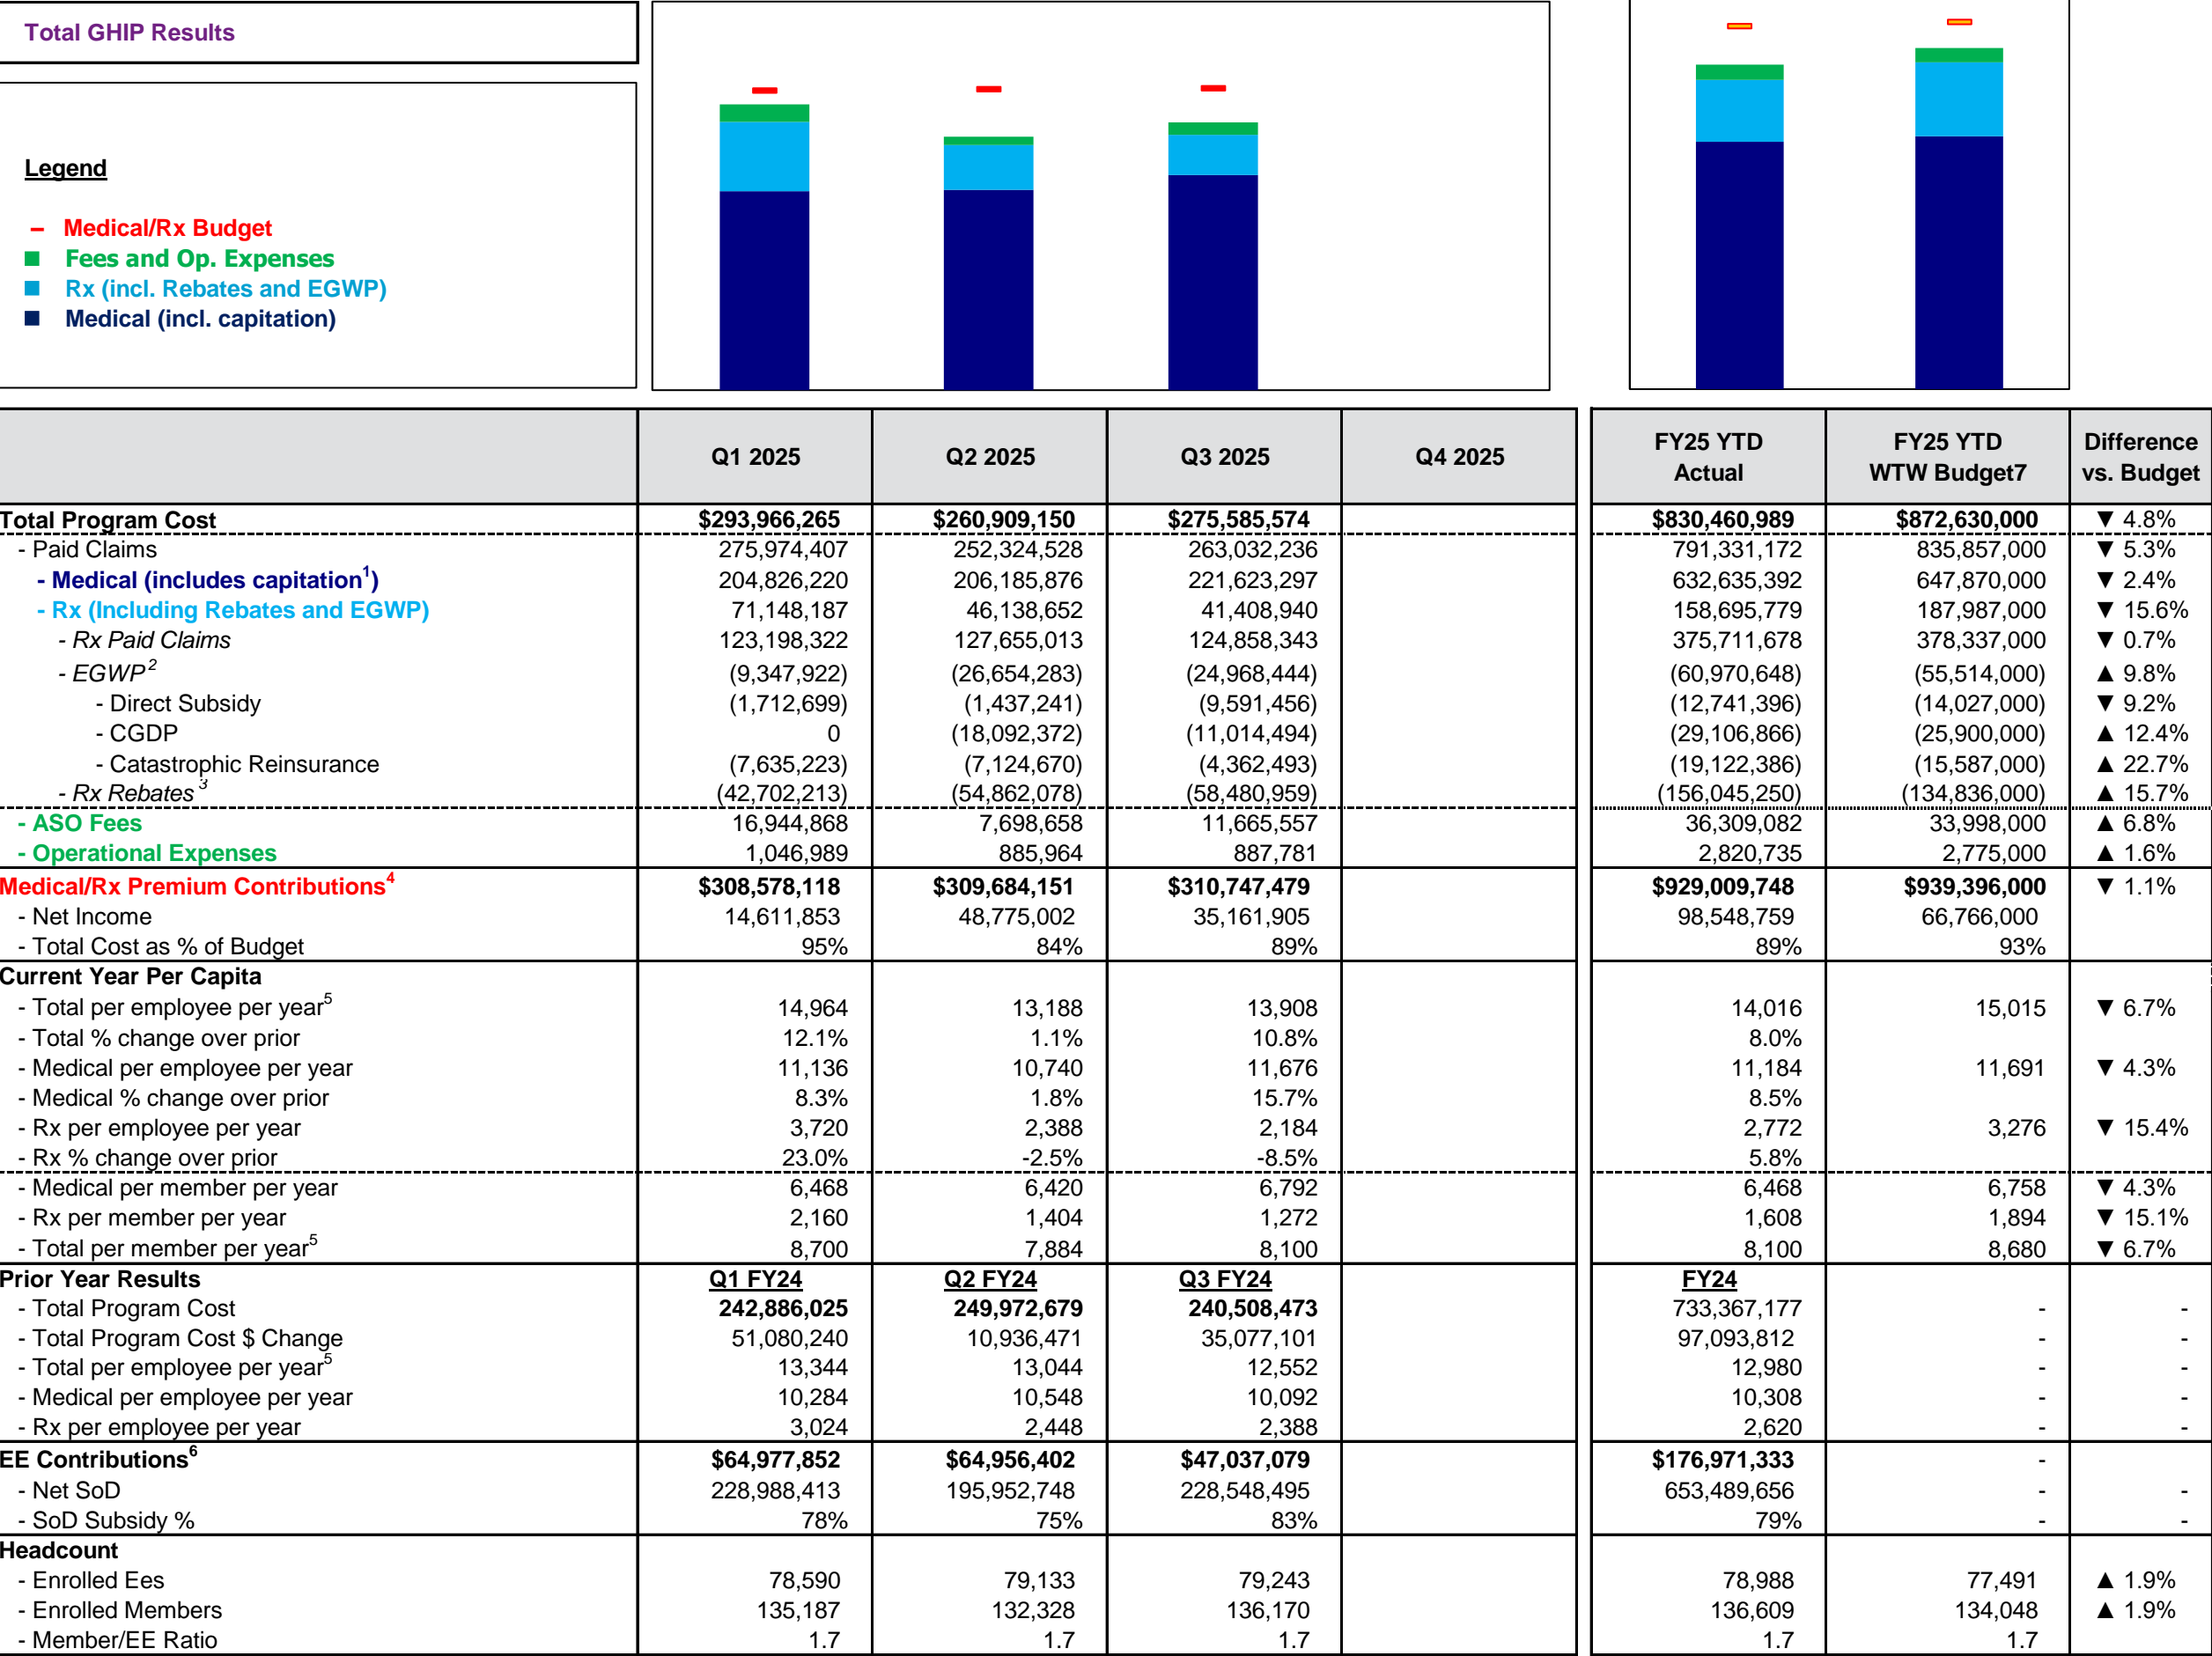 Total GHIP Results
Legend
– Medical/Rx Budget
■ Fees and Op. Expenses
■ Rx (incl. Rebates and EGWP)
■ Medical (incl. capitation)
Q1 2025 Q2 2025 Q3 2025 Q4 2025 FY25 YTD Actual FY25 YTD WTW Budget7 Difference vs. Budget
Total Program Cost $293,966,265 $260,909,150 $275,585,574 $830,460,989 $872,630,000 ▼ 4.8%
- Paid Claims 275,974,407 252,324,528 263,032,236 791,331,172 835,857,000 ▼ 5.3%
- Medical (includes capitation1) 204,826,220 206,185,876 221,623,297 632,635,392 647,870,000 ▼ 2.4%
- Rx (Including Rebates and EGWP) 71,148,187 46,138,652 41,408,940 158,695,779 187,987,000 ▼ 15.6%
- Rx Paid Claims 123,198,322 127,655,013 124,858,343 375,711,678 378,337,000 ▼ 0.7%
- EGWP2 (9,347,922) (26,654,283) (24,968,444) (60,970,648) (55,514,000) ▲ 9.8%
- Direct Subsidy (1,712,699) (1,437,241) (9,591,456) (12,741,396) (14,027,000) ▼ 9.2%
- CGDP 0 (18,092,372) (11,014,494) (29,106,866) (25,900,000) ▲ 12.4%
- Catastrophic Reinsurance (7,635,223) (7,124,670) (4,362,493) (19,122,386) (15,587,000) ▲ 22.7%
- Rx Rebates3 (42,702,213) (54,862,078) (58,480,959) (156,045,250) (134,836,000) ▲ 15.7%
- ASO Fees 16,944,868 7,698,658 11,665,557 36,309,082 33,998,000 ▲ 6.8%
- Operational Expenses 1,046,989 885,964 887,781 2,820,735 2,775,000 ▲ 1.6%
Medical/Rx Premium Contributions4 $308,578,118 $309,684,151 $310,747,479 $929,009,748 $939,396,000 ▼ 1.1%
- Net Income 14,611,853 48,775,002 35,161,905 98,548,759 66,766,000
- Total Cost as % of Budget 95% 84% 89% 89% 93%
Current Year Per Capita
- Total per employee per year5 14,964 13,188 13,908 14,016 15,015 ▼ 6.7%
- Total % change over prior 12.1% 1.1% 10.8% 8.0%
- Medical per employee per year 11,136 10,740 11,676 11,184 11,691 ▼ 4.3%
- Medical % change over prior 8.3% 1.8% 15.7% 8.5%
- Rx per employee per year 3,720 2,388 2,184 2,772 3,276 ▼ 15.4%
- Rx % change over prior 23.0% -2.5% -8.5% 5.8%
- Medical per member per year 6,468 6,420 6,792 6,468 6,758 ▼ 4.3%
- Rx per member per year 2,160 1,404 1,272 1,608 1,894 ▼ 15.1%
- Total per member per year5 8,700 7,884 8,100 8,100 8,680 ▼ 6.7%
Prior Year Results Q1 FY24 Q2 FY24 Q3 FY24 FY24
- Total Program Cost 242,886,025 249,972,679 240,508,473 733,367,177 - -
- Total Program Cost $ Change 51,080,240 10,936,471 35,077,101 97,093,812 - -
- Total per employee per year5 13,344 13,044 12,552 12,980 - -
- Medical per employee per year 10,284 10,548 10,092 10,308 - -
- Rx per employee per year 3,024 2,448 2,388 2,620 - -
EE Contributions6 $64,977,852 $64,956,402 $47,037,079 $176,971,333 -
- Net SoD 228,988,413 195,952,748 228,548,495 653,489,656 - -
- SoD Subsidy % 78% 75% 83% 79% - -
Headcount
- Enrolled Ees 78,590 79,133 79,243 78,988 77,491 ▲ 1.9%
- Enrolled Members 135,187 132,328 136,170 136,609 134,048 ▲ 1.9%
- Member/EE Ratio 1.7 1.7 1.7 1.7 1.7